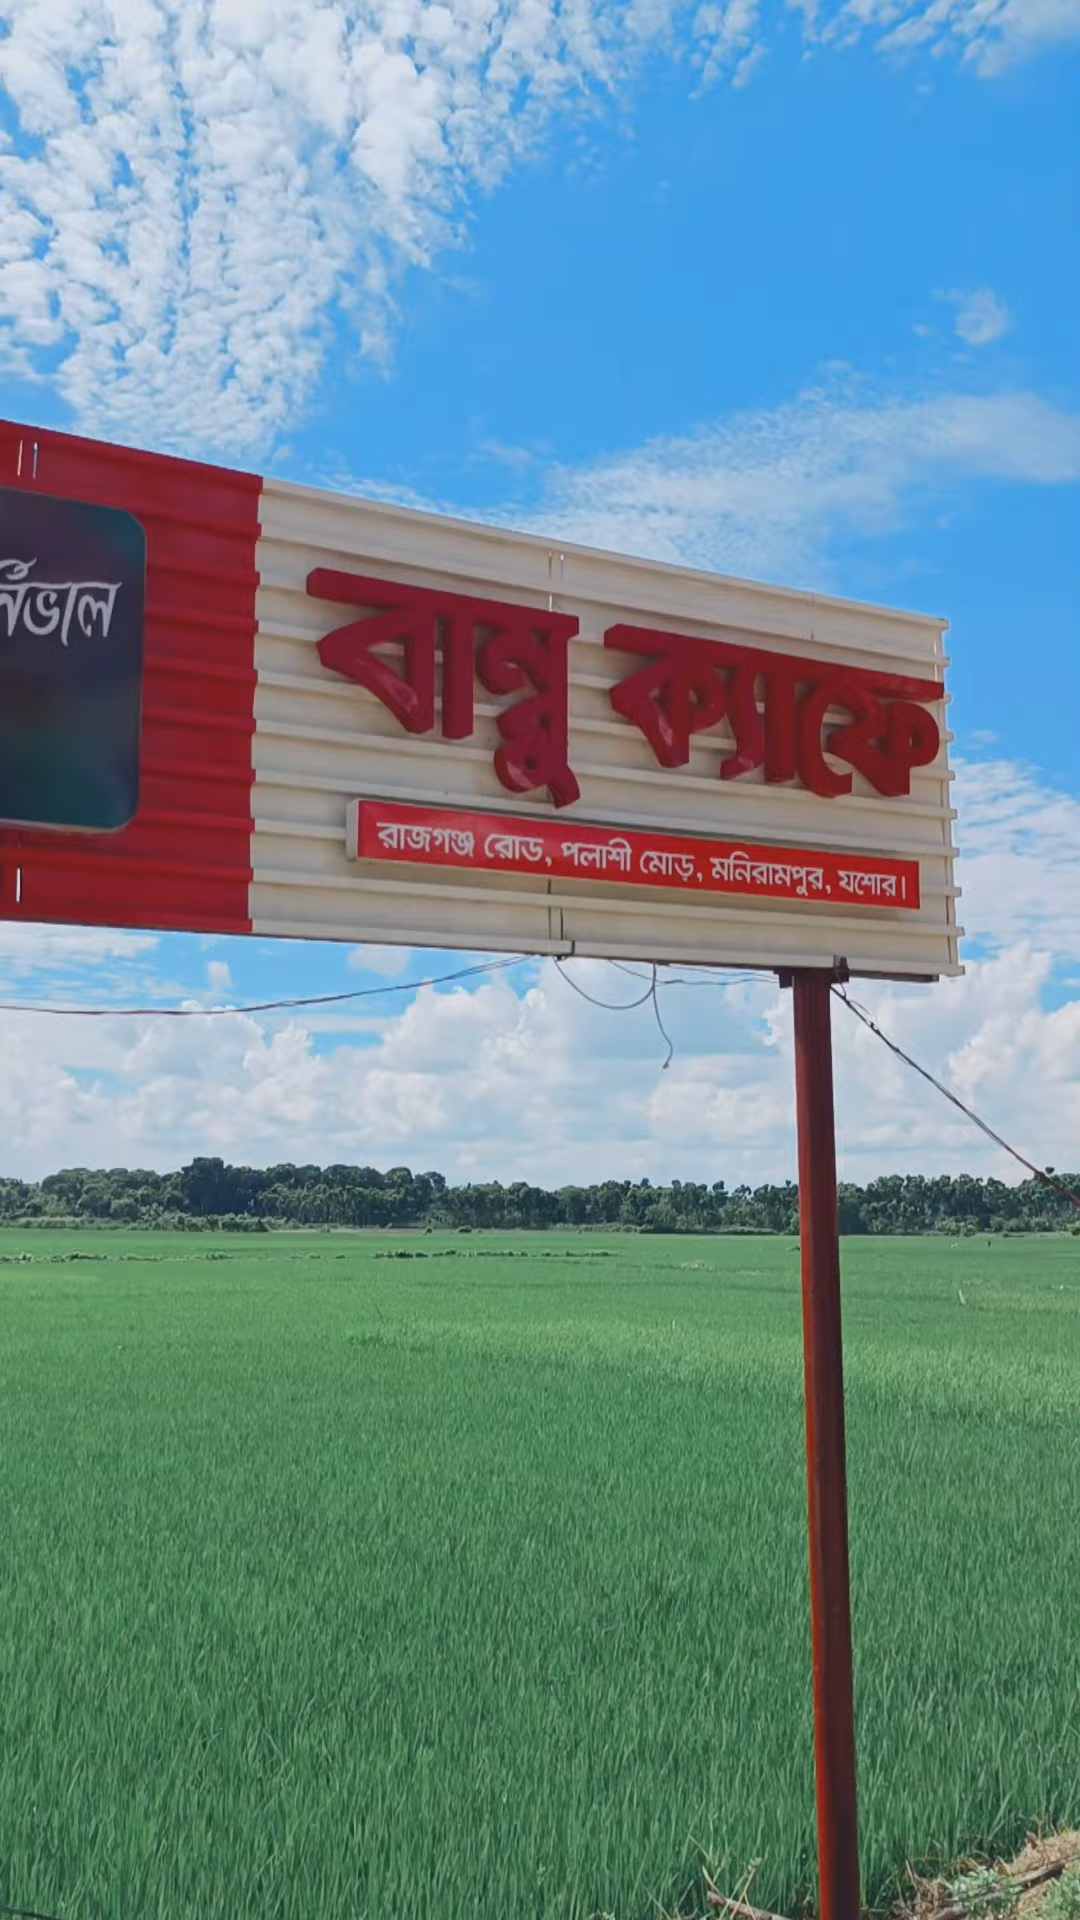 র্নিভাল
বাম্বু ক্যাফে
রাজগঞ্জ রোড, পলাশী মোড়, মনিরামপুর, যশোর।